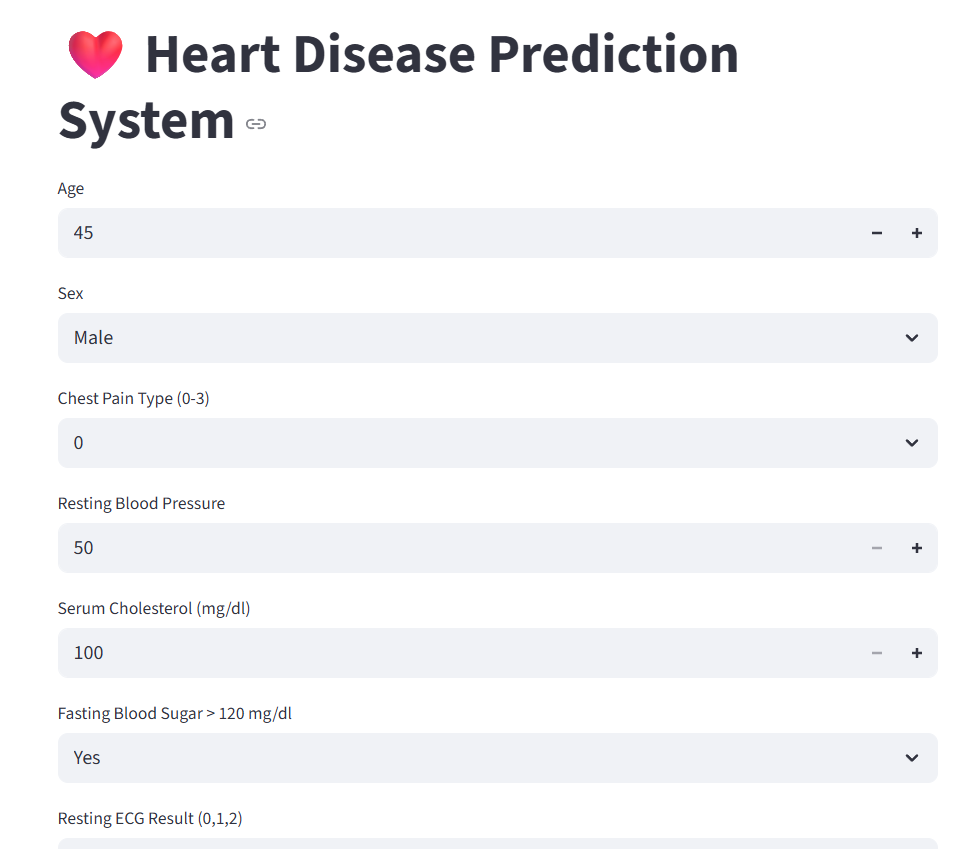 Heart Disease Prediction
System
Age
45
Sex
Male
Chest Pain Type (0-3)
0
Resting Blood Pressure
50
Serum Cholesterol (mg/dl)
100
Fasting Blood Sugar > 120 mg/dl
Yes
Resting ECG Result (0,1,2)